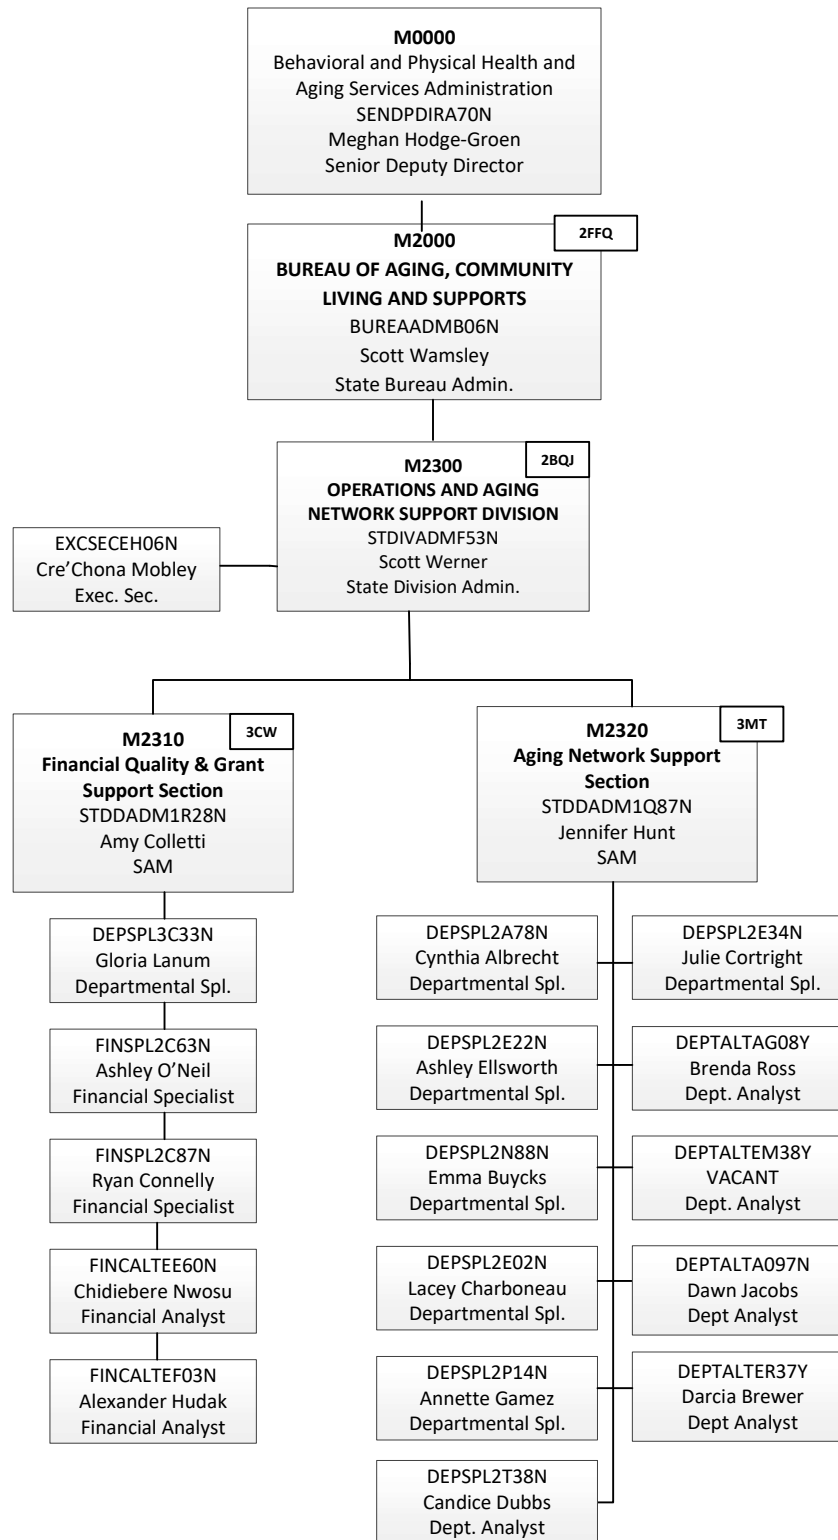 M0000
Behavioral and Physical Health and
Aging Services Administration
SENDPDIRA70N
Meghan Hodge-Groen
Senior Deputy Director
2FFQ
M2000
BUREAU OF AGING, COMMUNITY
LIVING AND SUPPORTS
BUREAADMB06N
Scott Wamsley
State Bureau Admin.
2BQJ
M2300
OPERATIONS AND AGING
NETWORK SUPPORT DIVISION
STDIVADMF53N
Scott Werner
State Division Admin.
EXCSECEH06N
Cre’Chona Mobley
Exec. Sec.
3CW
M2310
Financial Quality & Grant
Support Section
STDDADM1R28N
Amy Colletti
SAM
3MT
M2320
Aging Network Support
Section
STDDADM1Q87N
Jennifer Hunt
SAM
DEPSPL3C33N
Gloria Lanum
Departmental Spl.
FINSPL2C63N
Ashley O’Neil
Financial Specialist
FINSPL2C87N
Ryan Connelly
Financial Specialist
FINCALTEE60N
Chidiebere Nwosu
Financial Analyst
FINCALTEF03N
Alexander Hudak
Financial Analyst
DEPSPL2A78N
Cynthia Albrecht
Departmental Spl.
DEPSPL2E34N
Julie Cortright
Departmental Spl.
DEPSPL2E22N
Ashley Ellsworth
Departmental Spl.
DEPTALTAG08Y
Brenda Ross
Dept. Analyst
DEPSPL2N88N
Emma Buycks
Departmental Spl.
DEPTALTEM38Y
VACANT
Dept. Analyst
DEPSPL2E02N
Lacey Charboneau
Departmental Spl.
DEPTALTA097N
Dawn Jacobs
Dept Analyst
DEPSPL2P14N
Annette Gamez
Departmental Spl.
DEPTALTER37Y
Darcia Brewer
Dept Analyst
DEPSPL2T38N
Candice Dubbs
Dept. Analyst